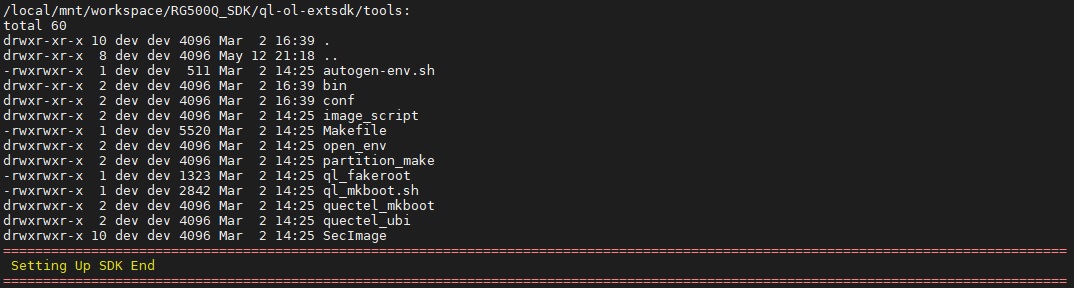 /local/mnt/workspace/RG500Q_SDK/ql-ol-extsdk/tools:
total 60
drwxr-xr-x 10 dev dev 4096 Mar  2 16:39 .
drwxr-xr-x  8 dev dev 4096 May 12 21:18 ..
-rwxrwxr-x  1 dev dev  511 Mar  2 14:25 autogen-env.sh
drwxr-xr-x  2 dev dev 4096 Mar  2 16:39 bin
drwxr-xr-x  2 dev dev 4096 Mar  2 16:39 conf
drwxrwxr-x  2 dev dev 4096 Mar  2 14:25 image_script
-rwxrwxr-x  1 dev dev 5520 Mar  2 14:25 Makefile
drwxrwxr-x  2 dev dev 4096 Mar  2 14:25 open_env
drwxrwxr-x  2 dev dev 4096 Mar  2 14:25 partition_make
-rwxrwxr-x  1 dev dev 1323 Mar  2 14:25 ql_fakeroot
-rwxrwxr-x  1 dev dev 2842 Mar  2 14:25 ql_mkboot.sh
drwxrwxr-x  2 dev dev 4096 Mar  2 14:25 quectel_mkboot
drwxrwxr-x  2 dev dev 4096 Mar  2 14:25 quectel_ubi
drwxrwxr-x 10 dev dev 4096 Mar  2 14:25 SecImage
=====================================================================================================================================
 Setting Up SDK End
=====================================================================================================================================